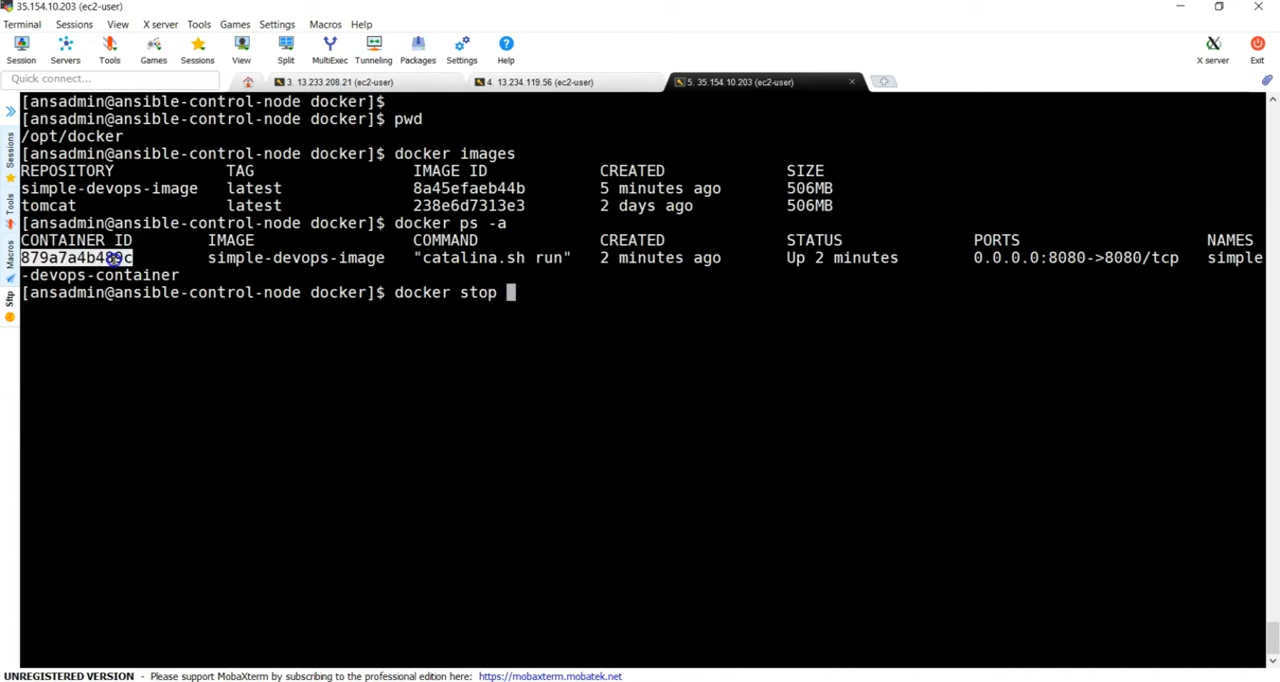 35.154.10.203 (ec2-user)
Terminal Sessions View X server Tools Games Settings Macros Help
Session Servers Tools Games Sessions View Split MultiExec Tunneling Packages Settings Help X server Exit
Quick connect...
3. 13.233.208.21 (ec2-user)
4. 13.234.119.56 (ec2-user)
5. 35.154.10.203 (ec2-user)
Sessions
Tools
Macros
Sftp
[ansadmin@ansible-control-node docker]$
[ansadmin@ansible-control-node docker]$ pwd
/opt/docker
[ansadmin@ansible-control-node docker]$ docker images
REPOSITORY TAG IMAGE ID CREATED SIZE
simple-devops-image latest 8a45efaeb44b 5 minutes ago 506MB
tomcat latest 238e6d7313e3 2 days ago 506MB
[ansadmin@ansible-control-node docker]$ docker ps -a
CONTAINER ID IMAGE COMMAND CREATED STATUS PORTS NAMES
879a7a4b489c simple-devops-image "catalina.sh run" 2 minutes ago Up 2 minutes 0.0.0.0:8080->8080/tcp simple
-devops-container
[ansadmin@ansible-control-node docker]$ docker stop
UNREGISTERED VERSION - Please support MobaXterm by subscribing to the professional edition here: https://mobaxterm.mobatek.net